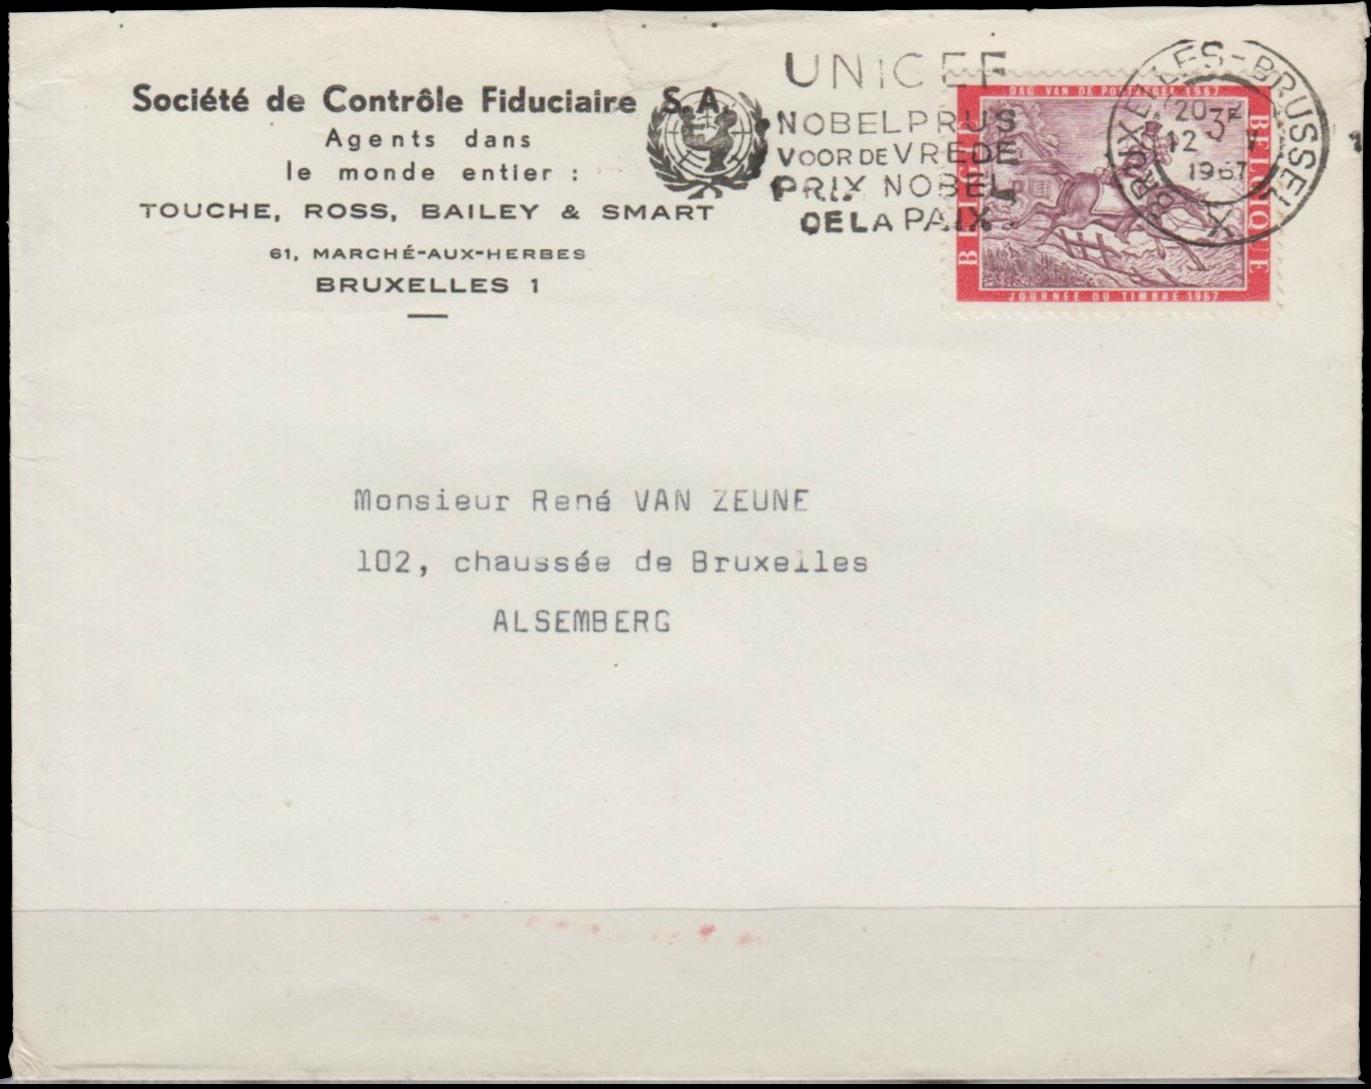 Société de Contrôle Fiduciaire S.A.
Agents dans
le monde entier :
TOUCHE, ROSS, BAILEY & SMART
61, MARCHÉ-AUX-HERBES
BRUXELLES 1
UNICEF
NOBELPRIJS
VOOR DE VREDE
PRIX NOBEL
DE LA PAIX
BRUXELLES-BRUSSEL
12
1967
DAG VAN DE POSTZEGEL 1967
BELGIE
3F
BELGIQUE
JOURNÉE DU TIMBRE 1967
Monsieur René VAN ZEUNE
102, chaussée de Bruxelles
ALSEMBERG